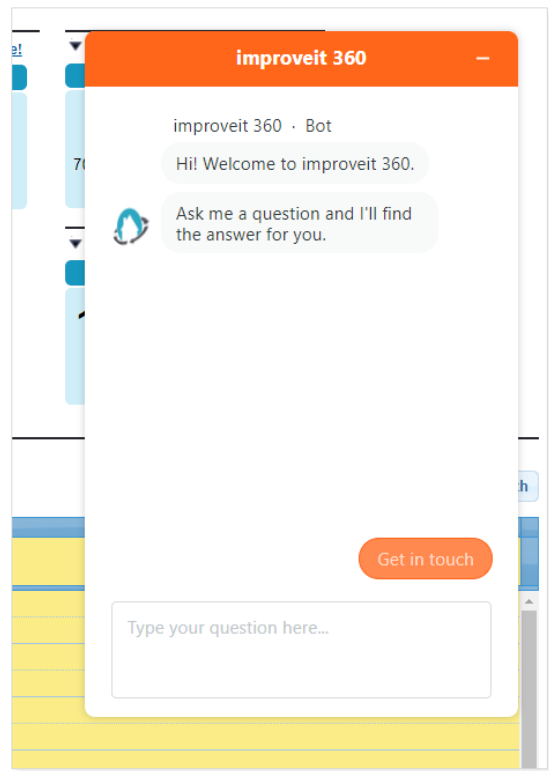 e!
improveit 360
improveit 360 · Bot
Hi! Welcome to improveit 360.
70
Ask me a question and I'll find
the answer for you.
Get in touch
Type your question here...